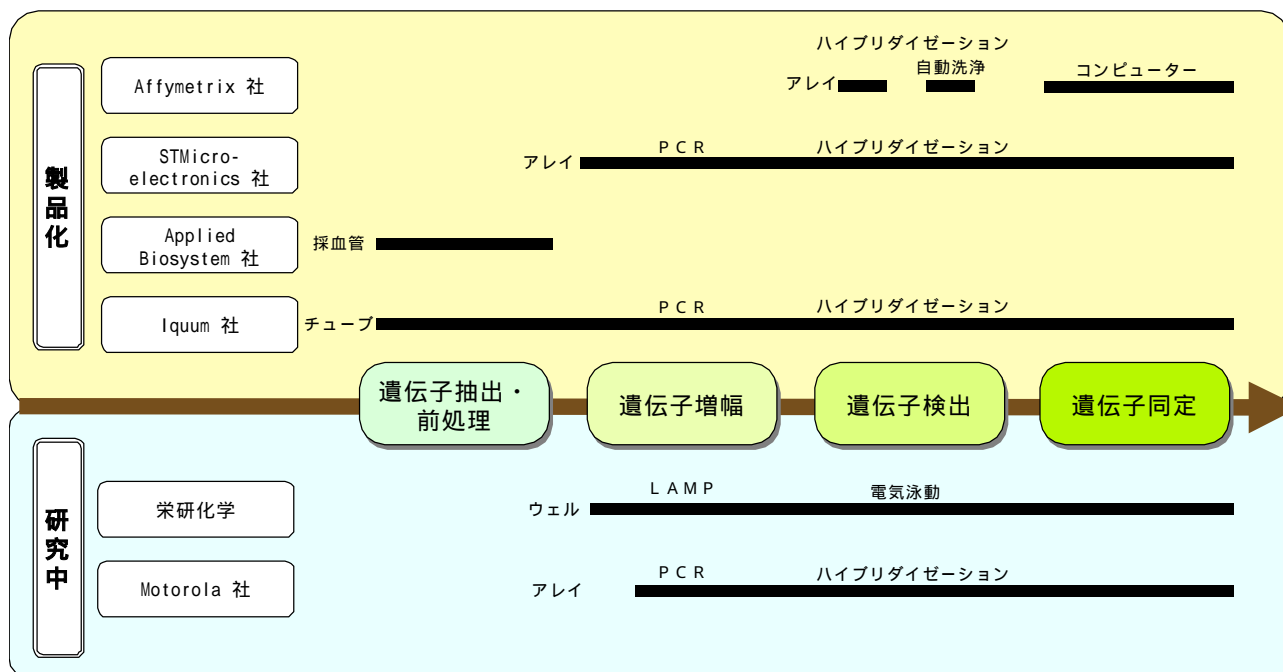 製品化
Affymetrix 社
アレイ
ハイブリダイゼーション
自動洗浄
コンピューター
STMicro-
electronics 社
アレイ
PCR
ハイブリダイゼーション
Applied
Biosystem 社
採血管
Iquum 社
チューブ
PCR
ハイブリダイゼーション
遺伝子抽出・
前処理
遺伝子増幅
遺伝子検出
遺伝子同定
研究中
栄研化学
ウェル
LAMP
電気泳動
Motorola 社
アレイ
PCR
ハイブリダイゼーション